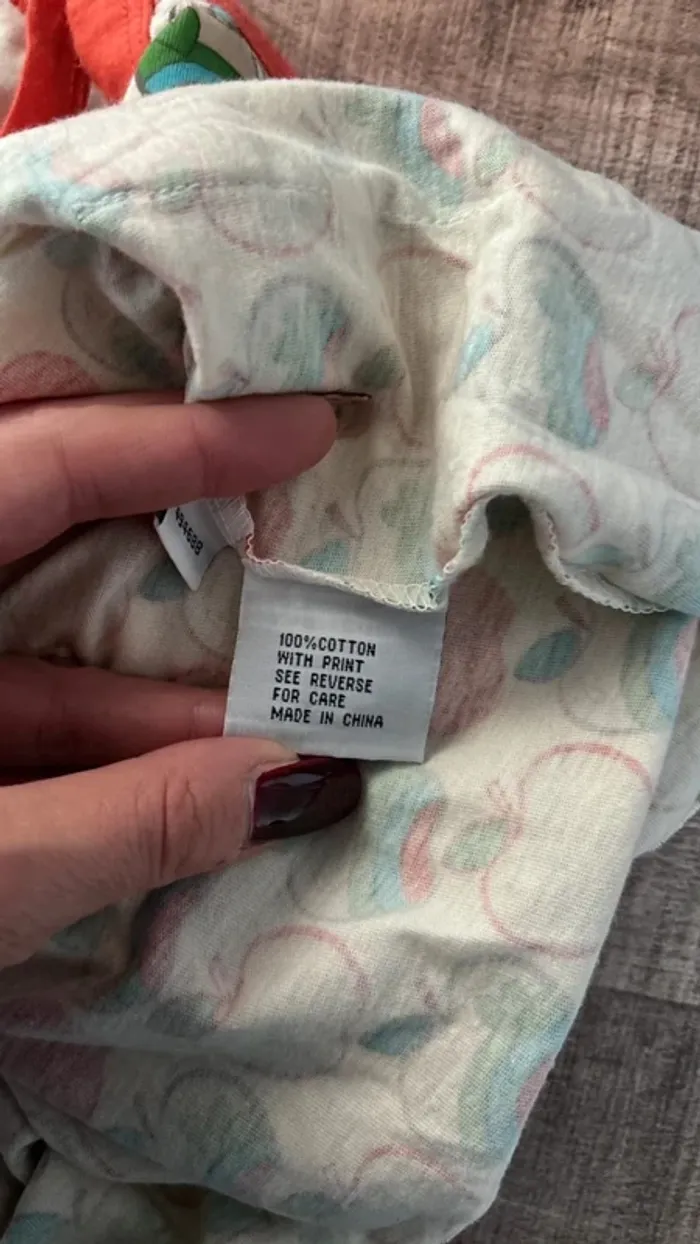 100%COTTON
WITH PRINT
SEE REVERSE
FOR CARE
MADE IN CHINA